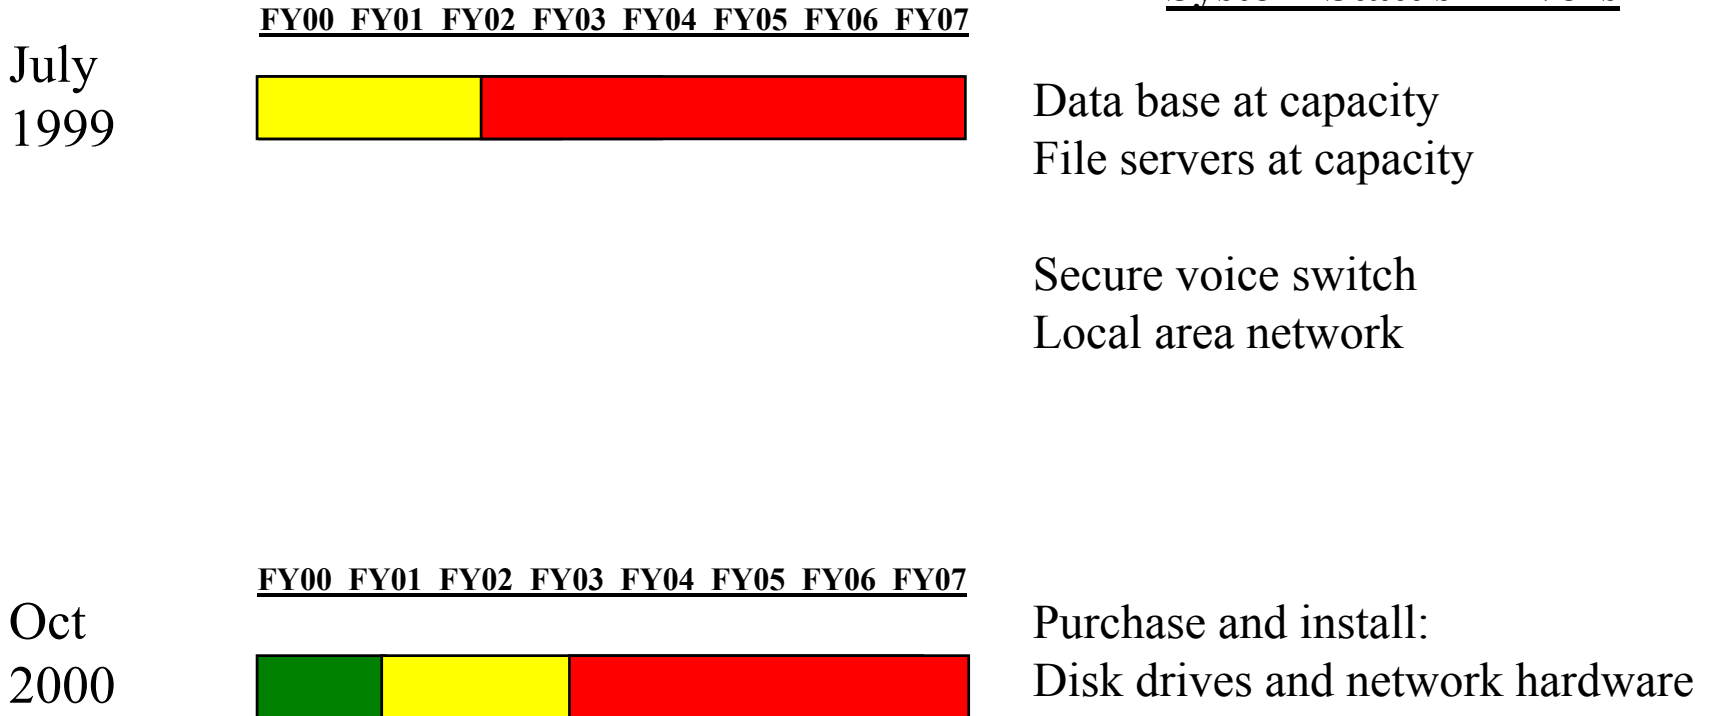 FY00 FY01 FY02 FY03 FY04 FY05 FY06 FY07
July
1999
Data base at capacity
File servers at capacity
Secure voice switch
Local area network
FY00 FY01 FY02 FY03 FY04 FY05 FY06 FY07
Oct
2000
Purchase and install:
Disk drives and network hardware